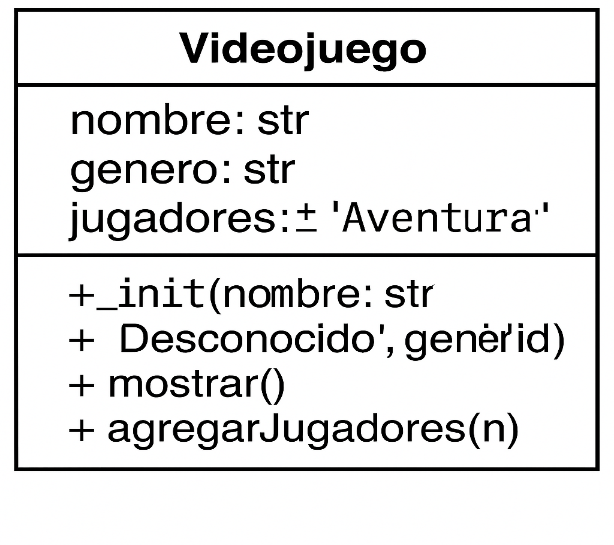 Videojuego
nombre: str
genero: str
jugadores:± 'Aventura'
+_init(nombre: str
+ Desconocido',
+ mostrar()
+ agregarJugadores(n)